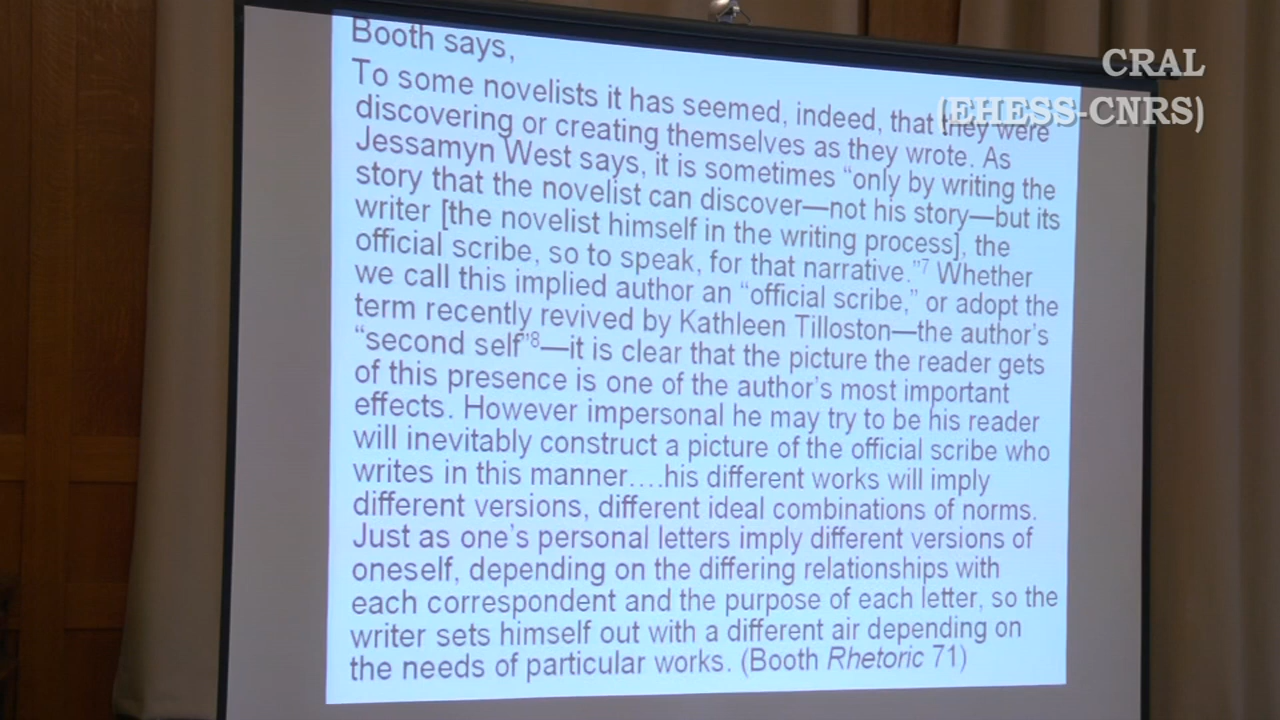 CRAL
(EHESS-CNRS)
Booth says,
To some novelists it has seemed, indeed, that they were
discovering or creating themselves as they wrote. As
Jessamyn West says, it is sometimes “only by writing the
story that the novelist can discover—not his story—but its
writer [the novelist himself in the writing process], the
official scribe, so to speak, for that narrative.”7 Whether
we call this implied author an “official scribe,” or adopt the
term recently revived by Kathleen Tilloston—the author’s
“second self”8—it is clear that the picture the reader gets
of this presence is one of the author’s most important
effects. However impersonal he may try to be his reader
will inevitably construct a picture of the official scribe who
writes in this manner….his different works will imply
different versions, different ideal combinations of norms.
Just as one’s personal letters imply different versions of
oneself, depending on the differing relationships with
each correspondent and the purpose of each letter, so the
writer sets himself out with a different air depending on
the needs of particular works. (Booth Rhetoric 71)